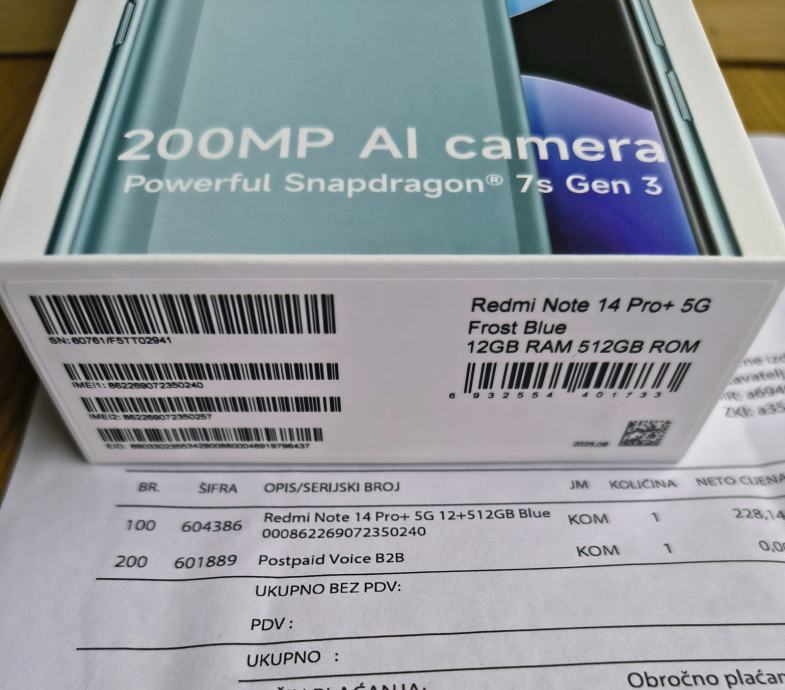 200MP AI camera
Powerful Snapdragon® 7s Gen 3
SN: 60761/F5TT02941
IMEI1: 862269072350240
IMEI2: 862269072350257
Redmi Note 14 Pro+ 5G
Frost Blue
12GB RAM 512GB ROM
6 932554 401733
2025.08
BR. ŠIFRA OPIS/SERIJSKI BROJ JM KOLIČINA NETO CIJENA
100 604386 Redmi Note 14 Pro+ 5G 12+512GB Blue KOM 1 228,14
000862269072350240
200 601889 Postpaid Voice B2B KOM 1 0,0
UKUPNO BEZ PDV:
PDV :
UKUPNO :
Obročno plaćan